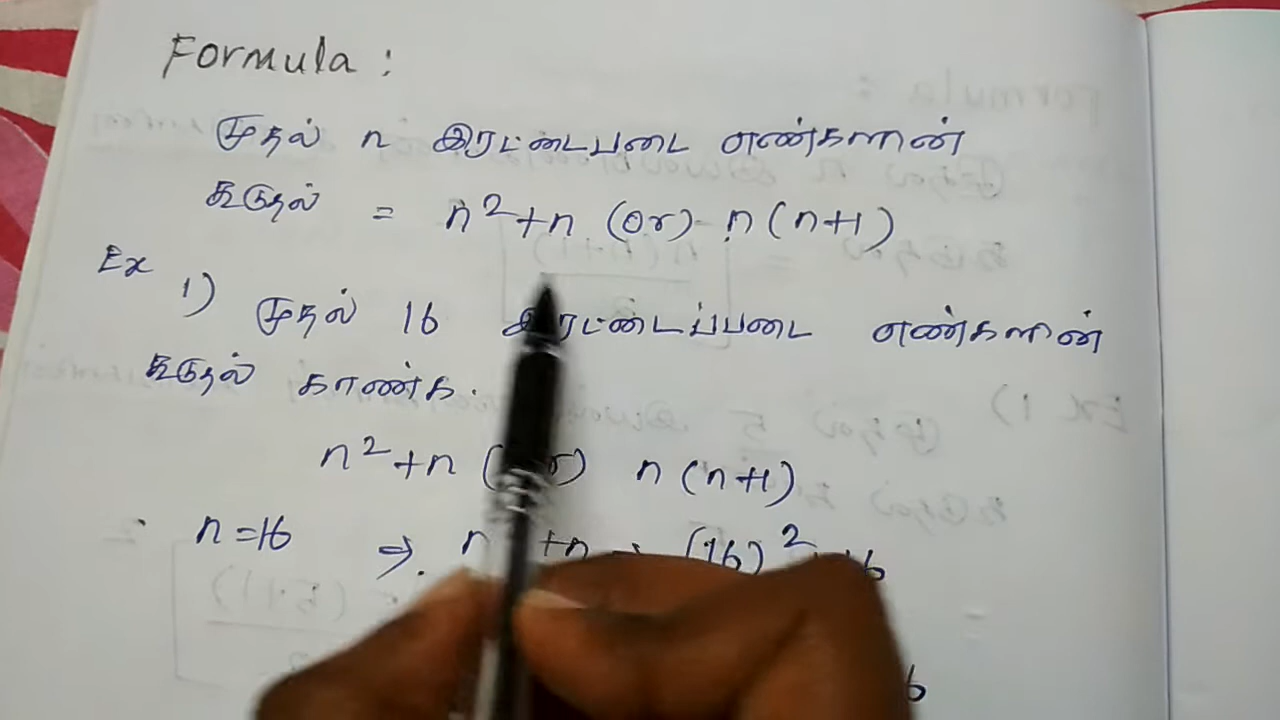 Formula :
முதல் n இரட்டைபடை எண்களின்
கூடுதல் = n²+n (or) n(n+1)
Ex
1) முதல் 16 இரட்டைப்படை எண்களின்
கூடுதல் காண்க.
n²+n n(n+1)
n=16 ⇒ (16)²